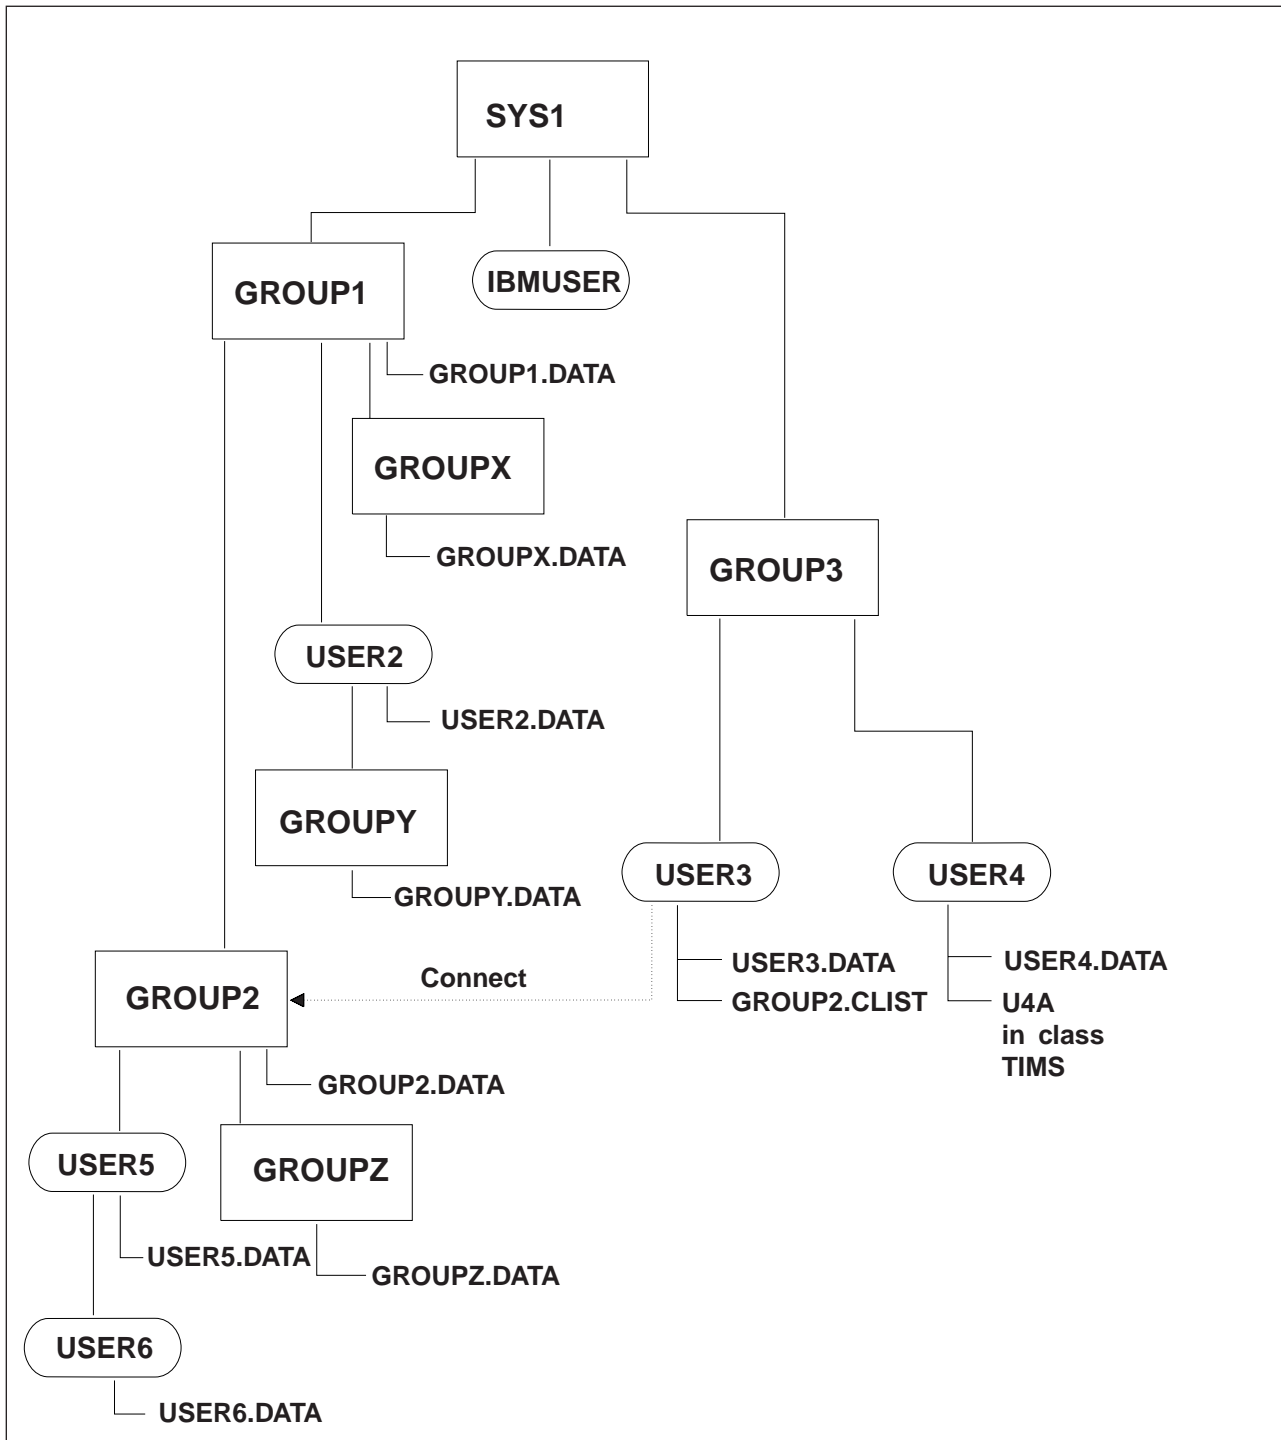 SYS1
IBMUSER
GROUP1
GROUP1.DATA
GROUPX
GROUPX.DATA
GROUP3
USER2
USER2.DATA
GROUPY
GROUPY.DATA
USER3
USER4
USER3.DATA
GROUP2.CLIST
USER4.DATA
U4A
in class
TIMS
Connect
GROUP2
GROUP2.DATA
USER5
GROUPZ
USER5.DATA
GROUPZ.DATA
USER6
USER6.DATA